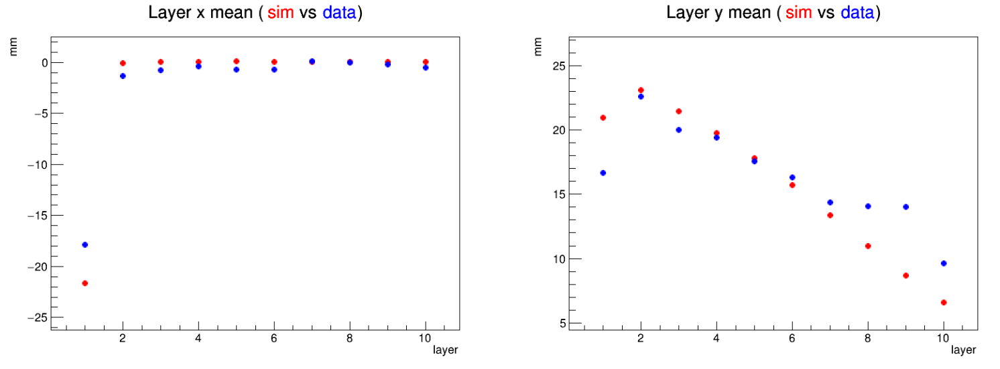 Layer x mean ( sim vs data)
mm
0
−5
−10
−15
−20
−25
2 4 6 8 10
layer
Layer y mean ( sim vs data)
mm
25
20
15
10
5
2 4 6 8 10
layer